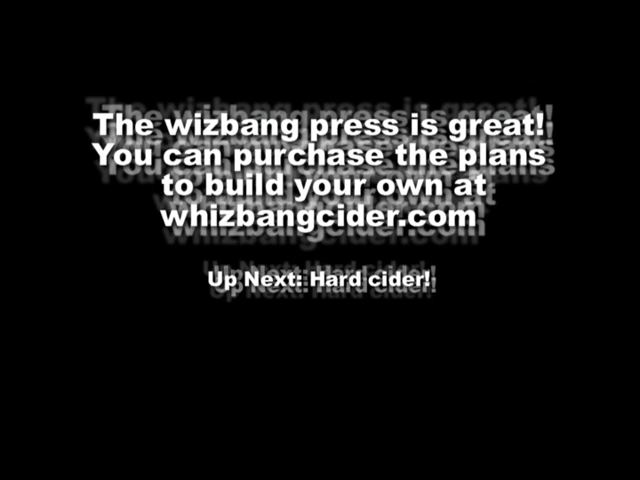 The wizbang press is great!
You can purchase the plans
to build your own at
whizbangcider.com
Up Next: Hard cider!